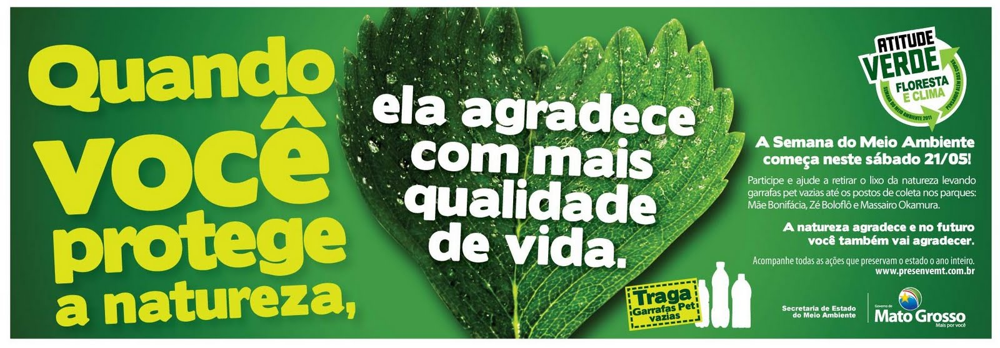 Quando
você
protege
a natureza,
ela agradece
com mais
qualidade
de vida.
ATITUDE
VERDE
FLORESTA
E CLIMA
SEMANA DO MEIO AMBIENTE 2011
PENSANDO ALÉM DAS COPAS
A Semana do Meio Ambiente
começa neste sábado 21/05!
Participe e ajude a retirar o lixo da natureza levando
garrafas pet vazias até os postos de coleta nos parques:
Mãe Bonifácia, Zé Boloflô e Massairo Okamura.
A natureza agradece e no futuro
você também vai agradecer.
Acompanhe todas as ações que preservam o estado o ano inteiro.
www.presenvemt.com.br
Traga
Garrafas Pet
vazias
Secretaria de Estado
do Meio Ambiente
Governo de
Mato Grosso
Mais por você